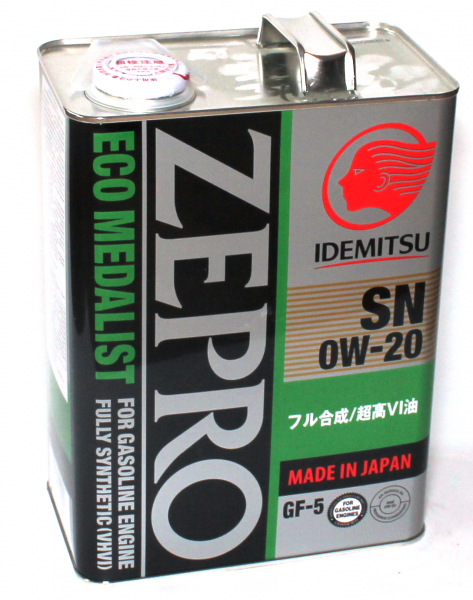 ZEPRO
ECO MEDALIST
FOR GASOLINE ENGINE
FULLY SYNTHETIC (VHVI)
IDEMITSU
SN
0W-20
フル合成/超高VI油
MADE IN JAPAN
GF-5
FOR
GASOLINE
ENGINES